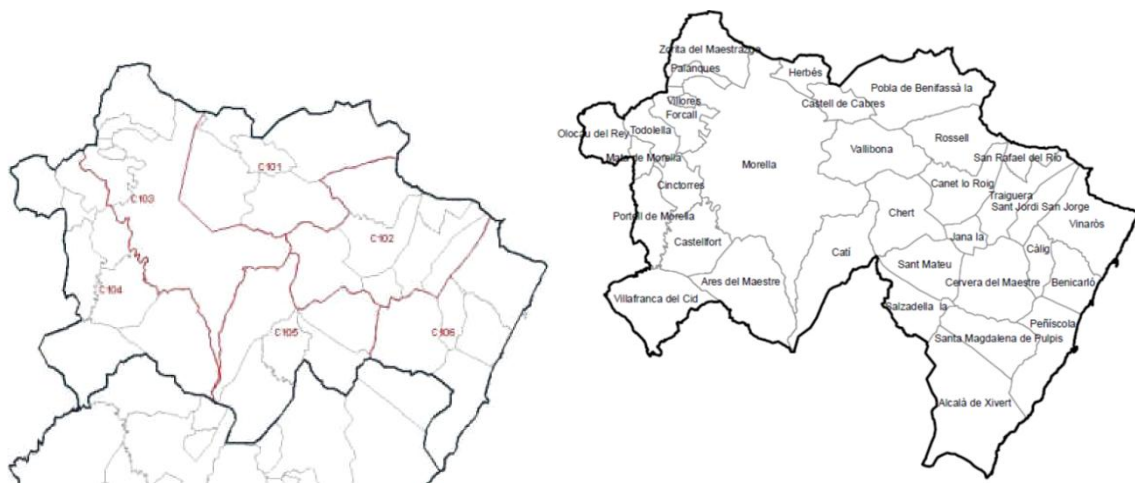 C101
C103
C102
C104
C105
C106
Zorita del Maestrazgo
Palanques
Herbés
Pobla de Benifassà la
Castell de Cabres
Villores
Forcall
Olocau del Rey
Todolella
Rossell
Vallibona
Mata de Morella
Morella
San Rafael del Río
Cinctorres
Canet lo Roig
Traiguera
Sant Jordi San Jorge
Chert
Portell de Morella
Vinaròs
Jana la
Castellfort
Catí
Càlig
Sant Mateu
Ares del Maestre
Cervera del Maestre
Benicarló
Villafranca del Cid
Salzadella la
Peñíscola
Santa Magdalena de Pulpis
Alcalà de Xivert